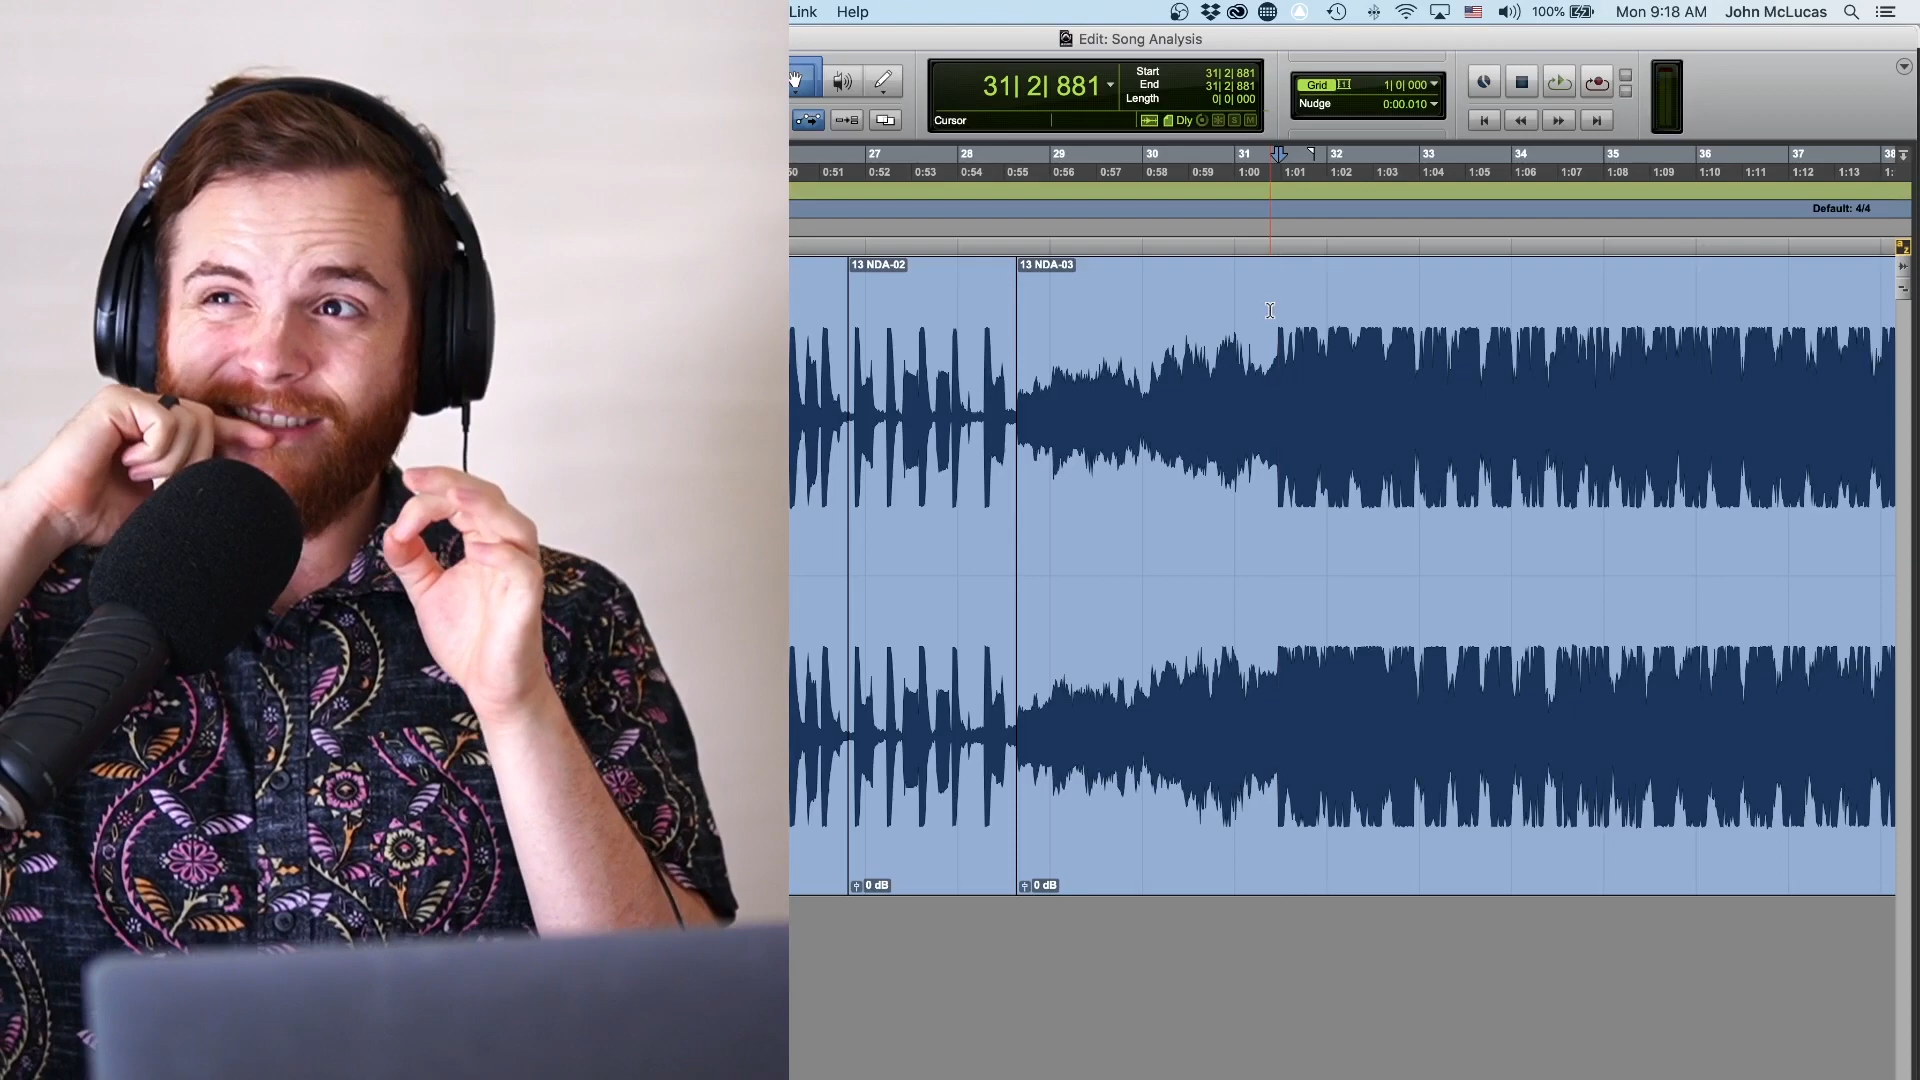 Link Help 100% Mon 9:18 AM John McLucas
Edit: Song Analysis
31| 2| 881
Start 31| 2| 881
End 31| 2| 881
Length 0| 0| 000
Cursor Dly S M
Grid 1| 0| 000
Nudge 0:00.010
27 28 29 30 31 32 33 34 35 36 37 38
50 0:51 0:52 0:53 0:54 0:55 0:56 0:57 0:58 0:59 1:00 1:01 1:02 1:03 1:04 1:05 1:06 1:07 1:08 1:09 1:10 1:11 1:12 1:13 1:
Default: 4/4
a z
13 NDA-02 13 NDA-03
0 dB 0 dB